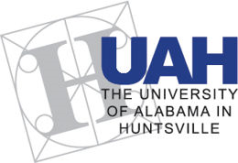 UAH
THE UNIVERSITY
OF ALABAMA IN
HUNTSVILLE